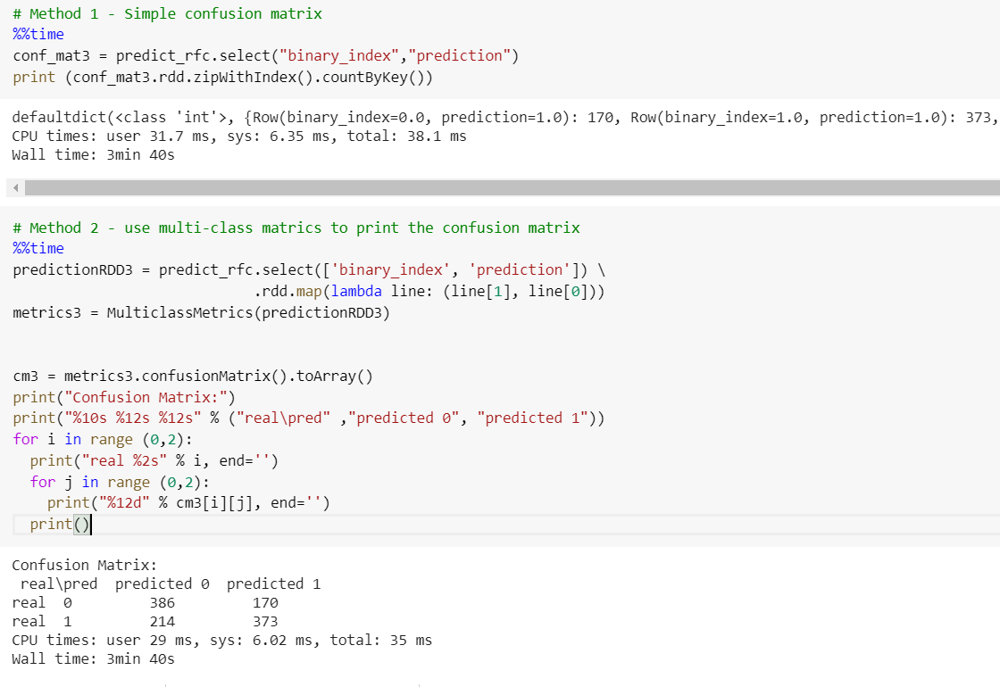 # Method 1 - Simple confusion matrix
%%time
conf_mat3 = predict_rfc.select("binary_index","prediction")
print (conf_mat3.rdd.zipWithIndex().countByKey())
defaultdict(<class 'int'>, {Row(binary_index=0.0, prediction=1.0): 170, Row(binary_index=1.0, prediction=1.0): 373,
CPU times: user 31.7 ms, sys: 6.35 ms, total: 38.1 ms
Wall time: 3min 40s
# Method 2 - use multi-class matrics to print the confusion matrix
%%time
predictionRDD3 = predict_rfc.select(['binary_index', 'prediction']) \
.rdd.map(lambda line: (line[1], line[0]))
metrics3 = MulticlassMetrics(predictionRDD3)
cm3 = metrics3.confusionMatrix().toArray()
print("Confusion Matrix:")
print("%10s %12s %12s" % ("real\pred" ,"predicted 0", "predicted 1"))
for i in range (0,2):
  print("real %2s" % i, end='')
  for j in range (0,2):
    print("%12d" % cm3[i][j], end='')
  print()
Confusion Matrix:
 real\pred  predicted 0  predicted 1
real  0         386         170
real  1         214         373
CPU times: user 29 ms, sys: 6.02 ms, total: 35 ms
Wall time: 3min 40s